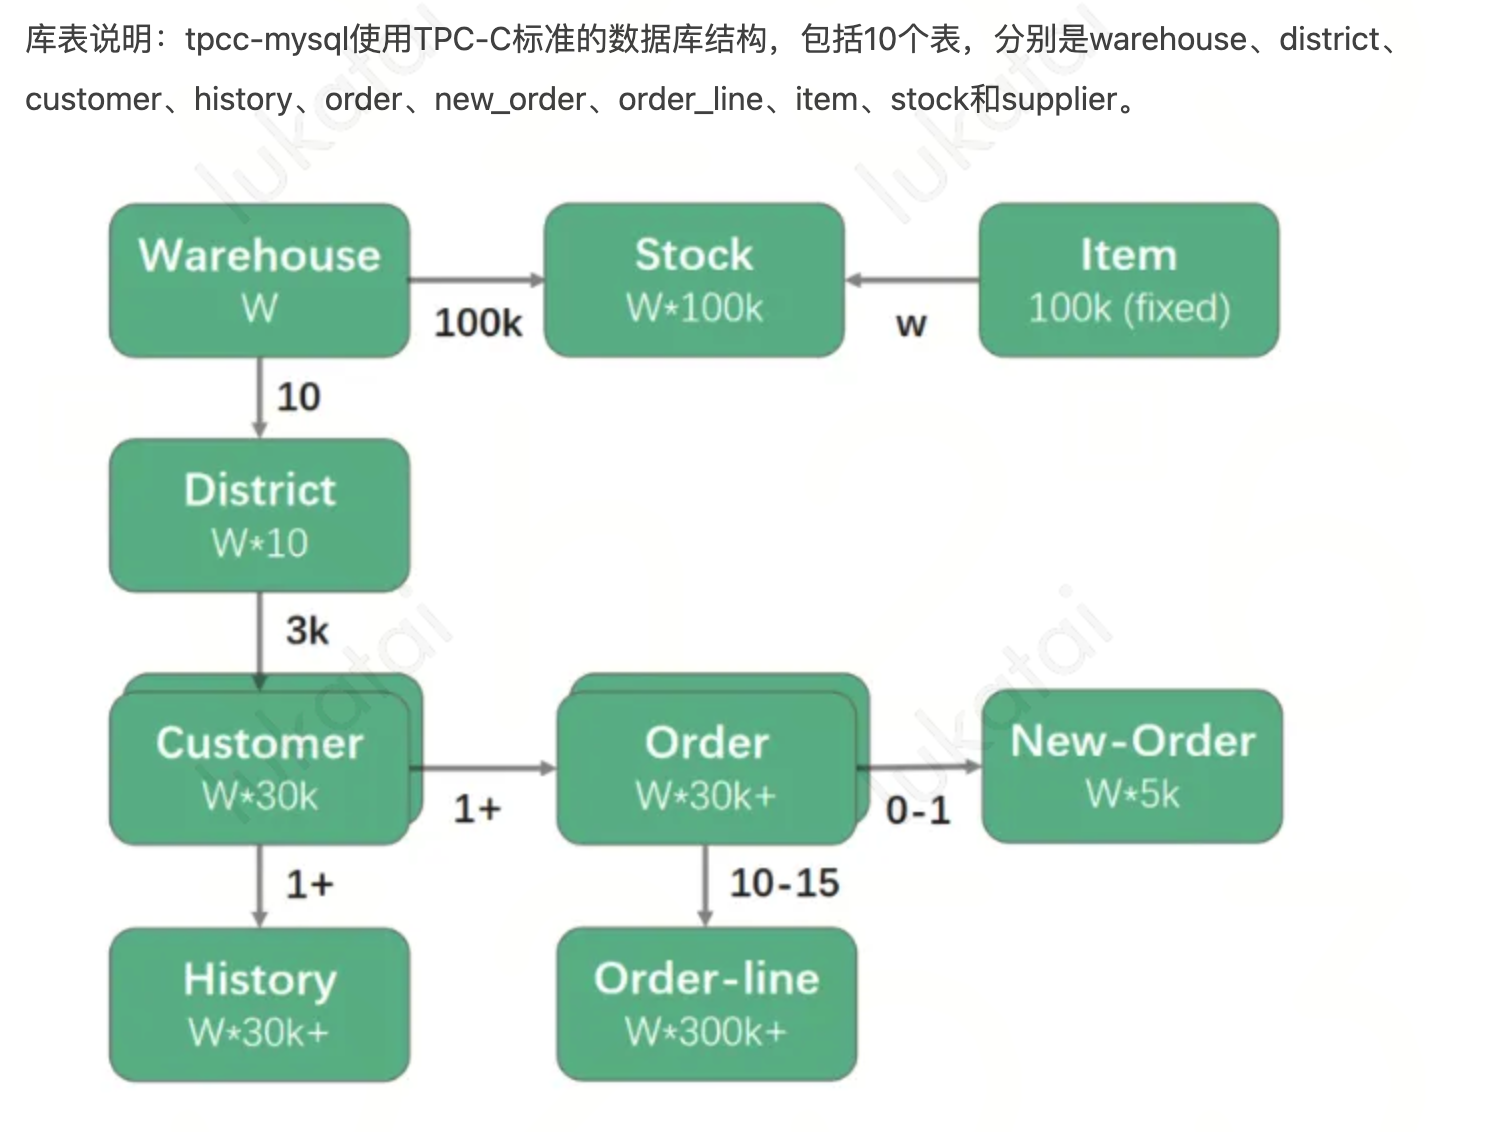 库表说明：tpcc-mysql使用TPC-C标准的数据库结构，包括10个表，分别是warehouse、district、
customer、history、order、new_order、order_line、item、stock和supplier。
lukatai
lukatai
Warehouse
W
100k
Stock
W*100k
w
Item
100k (fixed)
10
District
W*10
3k
lukatai
lukatai
Customer
W*30k
1+
Order
W*30k+
0-1
New-Order
W*5k
1+
10-15
History
W*30k+
Order-line
W*300k+